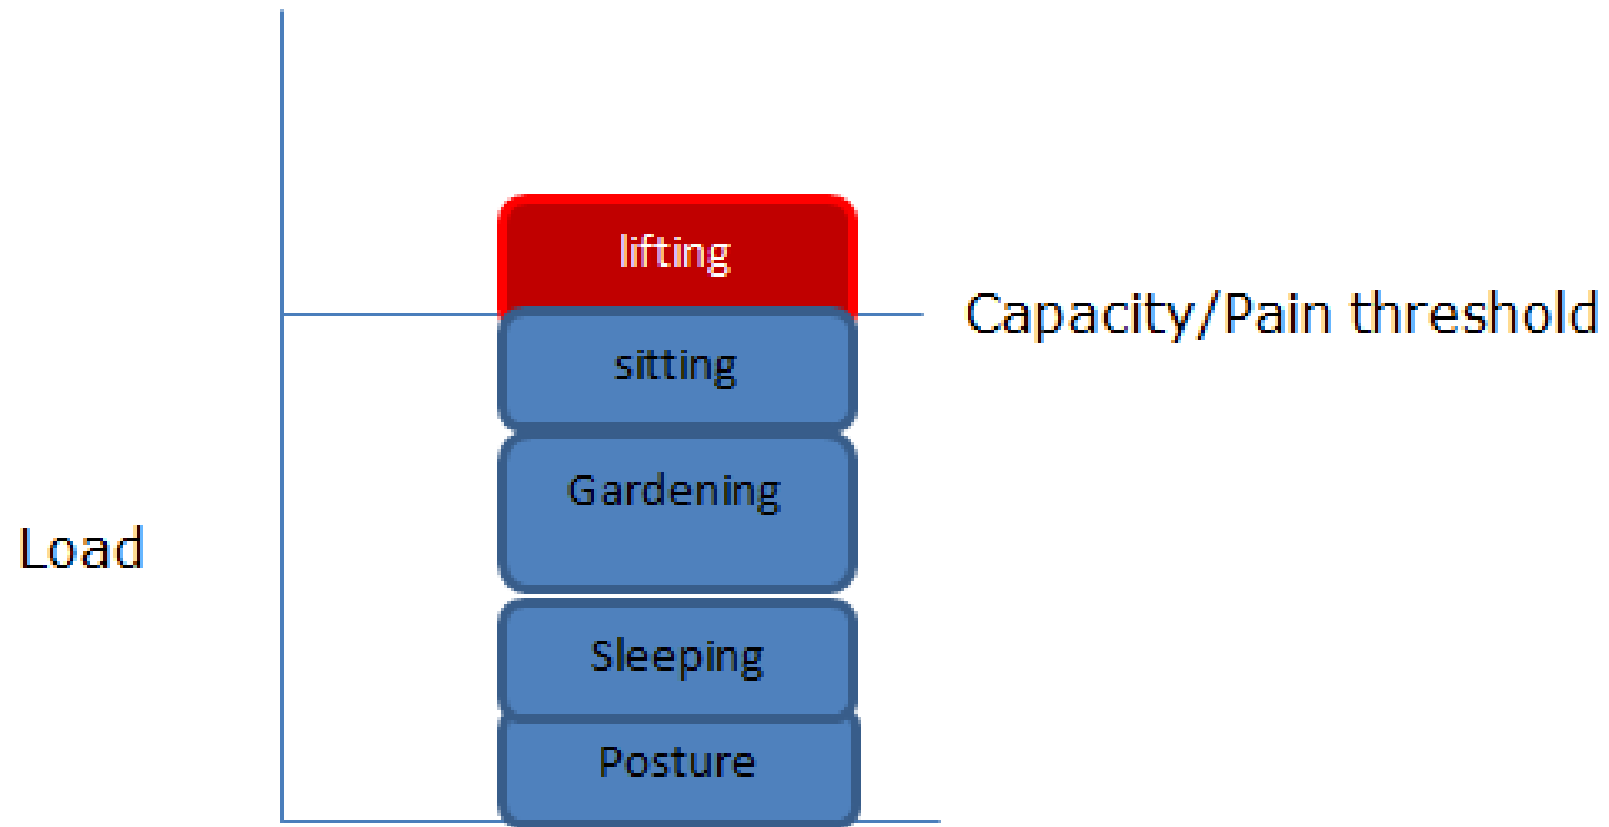 lifting
Capacity/Pain threshold
sitting
Gardening
Load
Sleeping
Posture